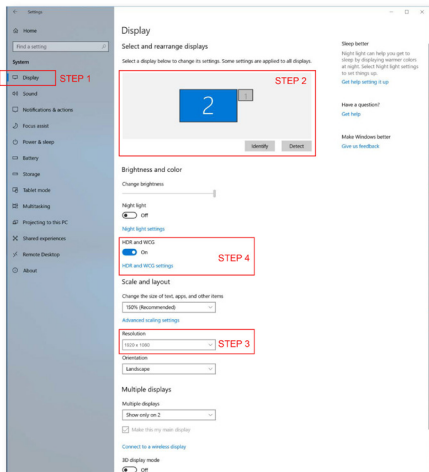 Settings
Home
Find a setting
System
Display
STEP 1
Sound
Notifications & actions
Focus assist
Power & sleep
Battery
Storage
Tablet mode
Multitasking
Projecting to this PC
Shared experiences
Remote Desktop
About
Display
Select and rearrange displays
Select a display below to change its settings. Some settings are applied to all displays.
STEP 2
2
1
Identify
Detect
Brightness and color
Change brightness
Night light
Off
Night light settings
HDR and WCG
On
STEP 4
HDR and WCG settings
Scale and layout
Change the size of text, apps, and other items
150% (Recommended)
Advanced scaling settings
Resolution
1920 x 1080
STEP 3
Orientation
Landscape
Multiple displays
Multiple displays
Show only on 2
Make this my main display
Connect to a wireless display
3D display mode
Off
Sleep better
Night light can help you get to
sleep by displaying warmer colors
at night. Select Night light settings
to set things up.
Get help setting it up
Have a question?
Get help
Make Windows better
Give us feedback